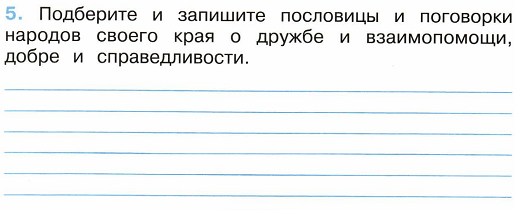 5. Подберите и запишите пословицы и поговорки
народов своего края о дружбе и взаимопомощи,
добре и справедливости.